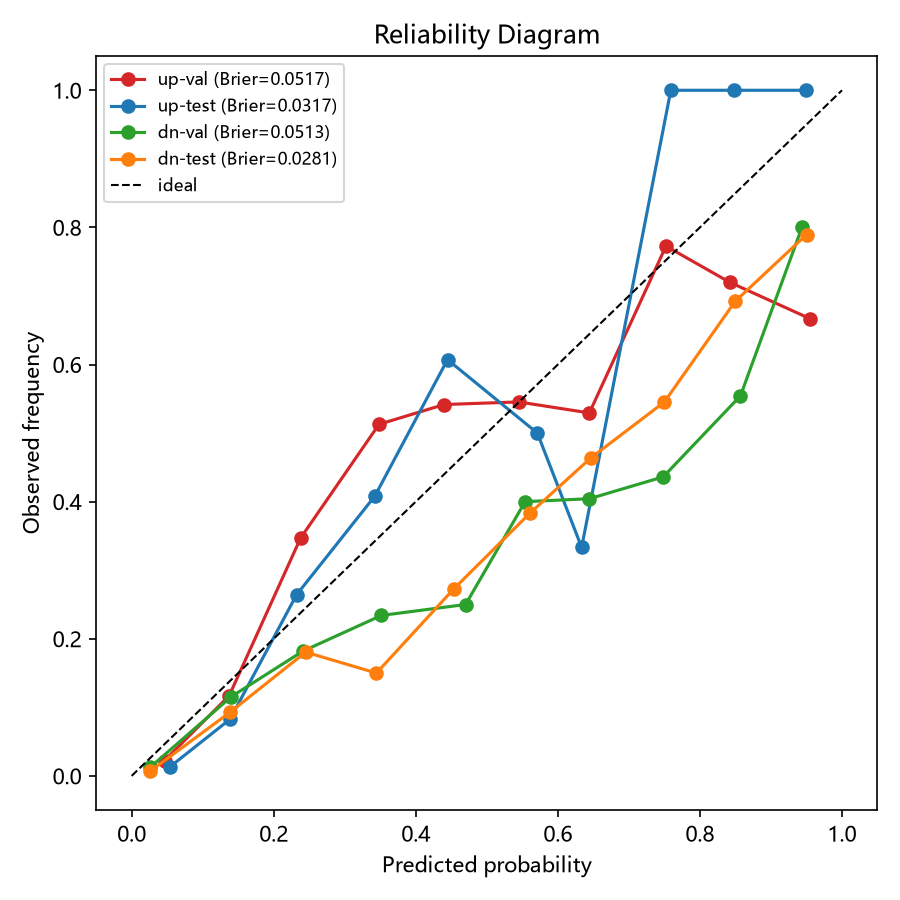 Reliability Diagram
up-val (Brier=0.0517)
up-test (Brier=0.0317)
dn-val (Brier=0.0513)
dn-test (Brier=0.0281)
ideal
1.0
0.8
0.6
0.4
0.2
0.0
Observed frequency
0.0 0.2 0.4 0.6 0.8 1.0
Predicted probability